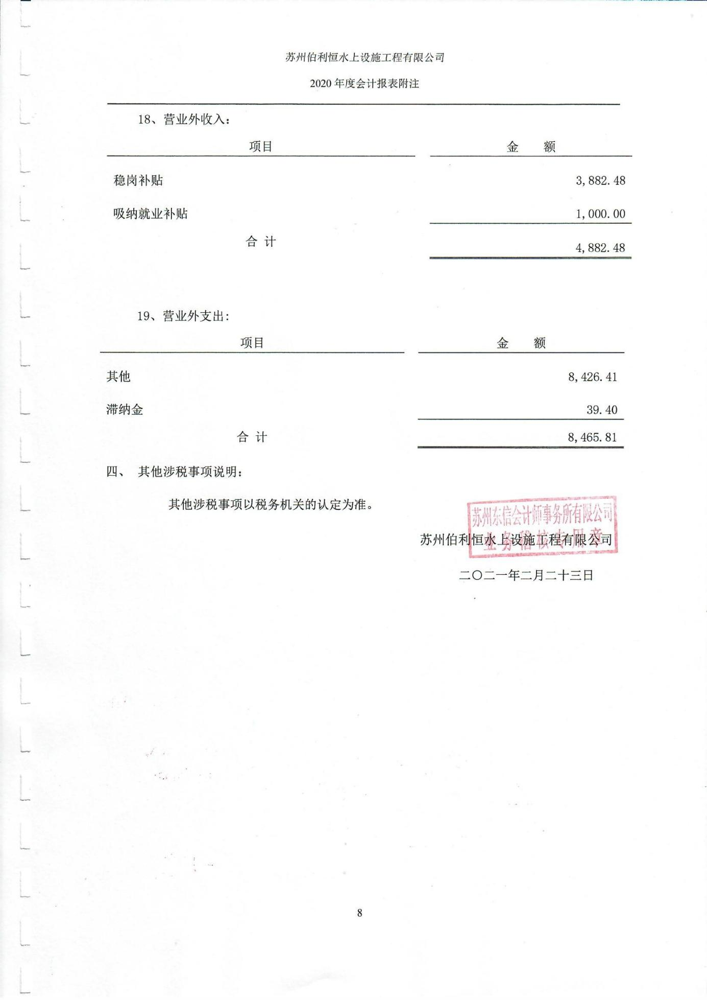 苏州伯利恒水上设施工程有限公司
2020 年度会计报表附注
18、营业外收入：
项目 金 额
稳岗补贴 3,882.48
吸纳就业补贴 1,000.00
合 计 4,882.48
19、营业外支出：
项目 金 额
其他 8,426.41
滞纳金 39.40
合 计 8,465.81
四、 其他涉税事项说明：
其他涉税事项以税务机关的认定为准。
苏州东信会计师事务所有限公司
业务稽核专用章
苏州伯利恒水上设施工程有限公司
二〇二一年二月二十三日
8